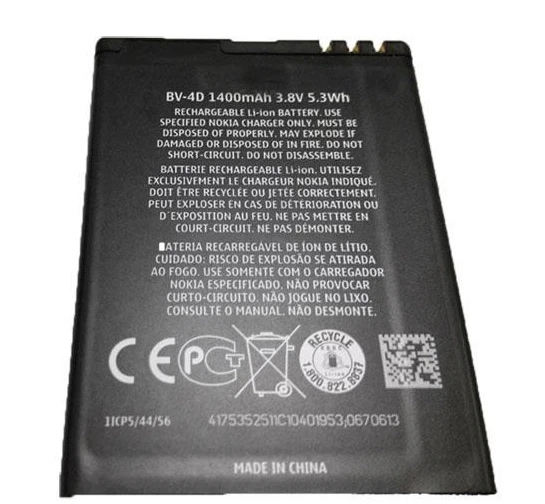 BV-4D 1400mAh 3.8V 5.3Wh
RECHARGEABLE Li-ion BATTERY. USE
SPECIFIED NOKIA CHARGER ONLY. MUST BE
DISPOSED OF PROPERLY. MAY EXPLODE IF
DAMAGED OR DISPOSED OF IN FIRE. DO NOT
SHORT-CIRCUIT. DO NOT DISASSEMBLE.
BATTERIE RECHARGEABLE Li-ion. UTILISEZ
EXCLUSIVEMENT LE CHARGEUR NOKIA INDIQUÉ.
DOIT ÊTRE RECYCLÉE OU JETÉE CORRECTEMENT.
PEUT EXPLOSER EN CAS DE DÉTÉRIORATION OU
D'EXPOSITION AU FEU. NE PAS METTRE EN
COURT-CIRCUIT. NE PAS DÉMONTER.
BATERIA RECARREGÁVEL DE ÍON DE LÍTIO.
CUIDADO: RISCO DE EXPLOSÃO SE ATIRADA
AO FOGO. USE SOMENTE COM O CARREGADOR
NOKIA ESPECIFICADO. NÃO PROVOCAR
CURTO-CIRCUITO. NÃO JOGUE NO LIXO.
CONSULTE O MANUAL. NÃO DESMONTE.
CE PCT RECYCLE RBRC Li-ion 1.800.822.8837
1ICP5/44/56 4175352511C10401953;0670613
MADE IN CHINA